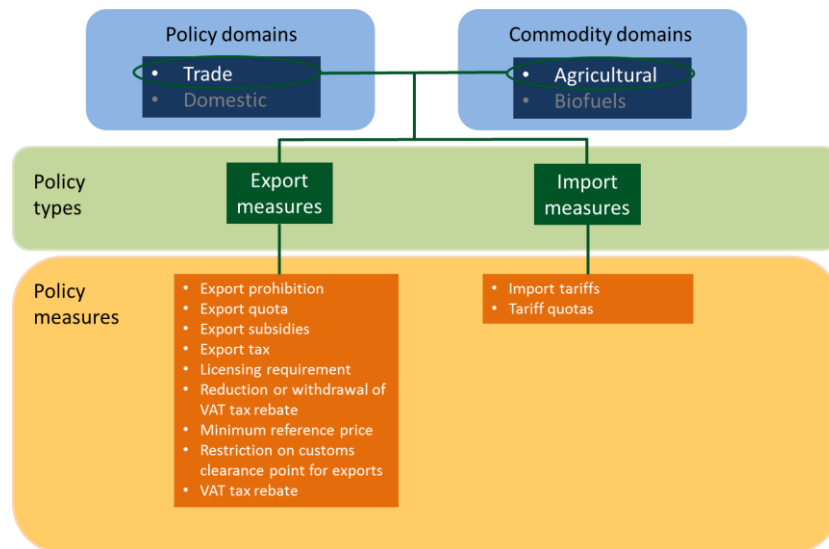 Policy domains
• Trade
• Domestic
Commodity domains
• Agricultural
• Biofuels
Policy
types
Export
measures
Import
measures
Policy
measures
• Export prohibition
• Export quota
• Export subsidies
• Export tax
• Licensing requirement
• Reduction or withdrawal of
VAT tax rebate
• Minimum reference price
• Restriction on customs
clearance point for exports
• VAT tax rebate
• Import tariffs
• Tariff quotas